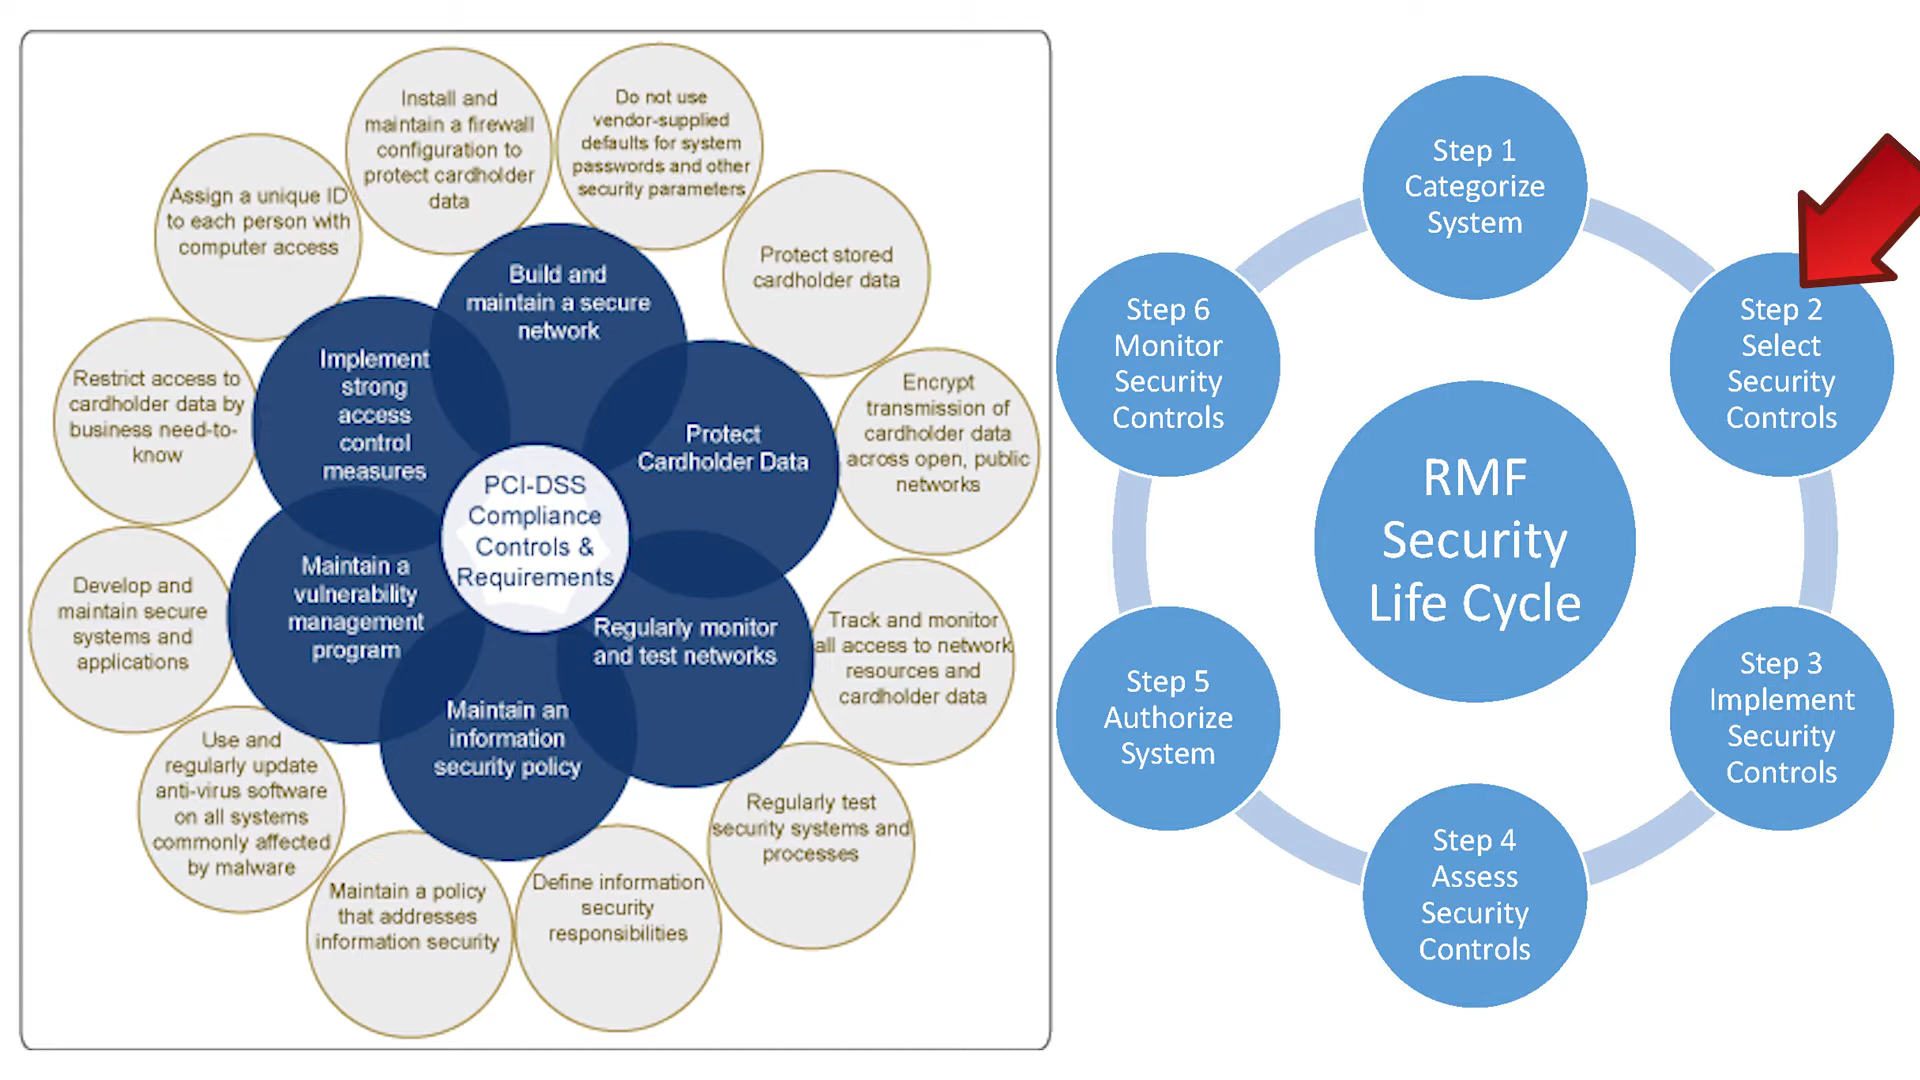 Install and
maintain a firewall
configuration to
protect cardholder
data
Do not use
vendor-supplied
defaults for system
passwords and other
security parameters
Assign a unique ID
to each person with
computer access
Protect stored
cardholder data
Build and
maintain a secure
network
Implement
strong
access
control
measures
Restrict access to
cardholder data by
business need-to-
know
Protect
Cardholder Data
Encrypt
transmission of
cardholder data
across open, public
networks
PCI-DSS
Compliance
Controls &
Requirements
Develop and
maintain secure
systems and
applications
Maintain a
vulnerability
management
program
Regularly monitor
and test networks
Track and monitor
all access to network
resources and
cardholder data
Maintain an
information
security policy
Use and
regularly update
anti-virus software
on all systems
commonly affected
by malware
Regularly test
security systems and
processes
Maintain a policy
that addresses
information security
Define information
security
responsibilities
Step 1
Categorize
System
Step 2
Select
Security
Controls
Step 3
Implement
Security
Controls
Step 4
Assess
Security
Controls
Step 5
Authorize
System
Step 6
Monitor
Security
Controls
RMF
Security
Life Cycle